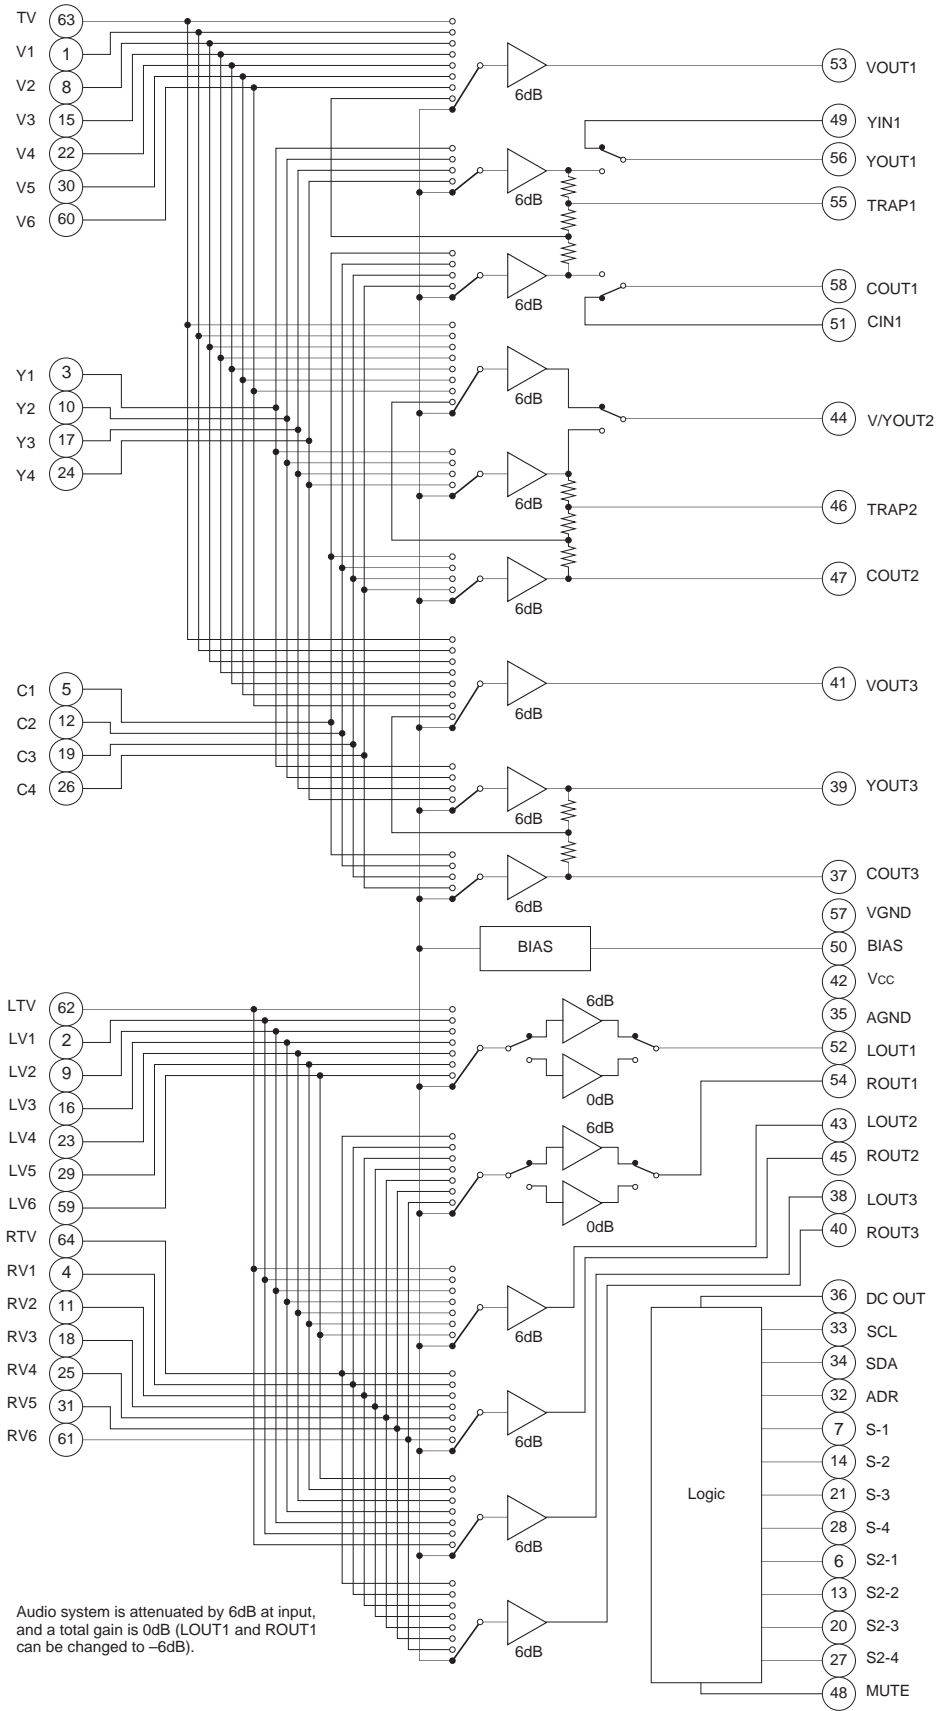 TV 63
V1 1
V2 8
V3 15
V4 22
V5 30
V6 60
Y1 3
Y2 10
Y3 17
Y4 24
C1 5
C2 12
C3 19
C4 26
LTV 62
LV1 2
LV2 9
LV3 16
LV4 23
LV5 29
LV6 59
RTV 64
RV1 4
RV2 11
RV3 18
RV4 25
RV5 31
RV6 61
6dB
6dB
6dB
6dB
6dB
6dB
6dB
6dB
6dB
BIAS
6dB
0dB
6dB
0dB
6dB
6dB
6dB
6dB
Logic
53 VOUT1
49 YIN1
56 YOUT1
55 TRAP1
58 COUT1
51 CIN1
44 V/YOUT2
46 TRAP2
47 COUT2
41 VOUT3
39 YOUT3
37 COUT3
57 VGND
50 BIAS
42 VCC
35 AGND
52 LOUT1
54 ROUT1
43 LOUT2
45 ROUT2
38 LOUT3
40 ROUT3
36 DC OUT
33 SCL
34 SDA
32 ADR
7 S-1
14 S-2
21 S-3
28 S-4
6 S2-1
13 S2-2
20 S2-3
27 S2-4
48 MUTE
Audio system is attenuated by 6dB at input,
and a total gain is 0dB (LOUT1 and ROUT1
can be changed to –6dB).